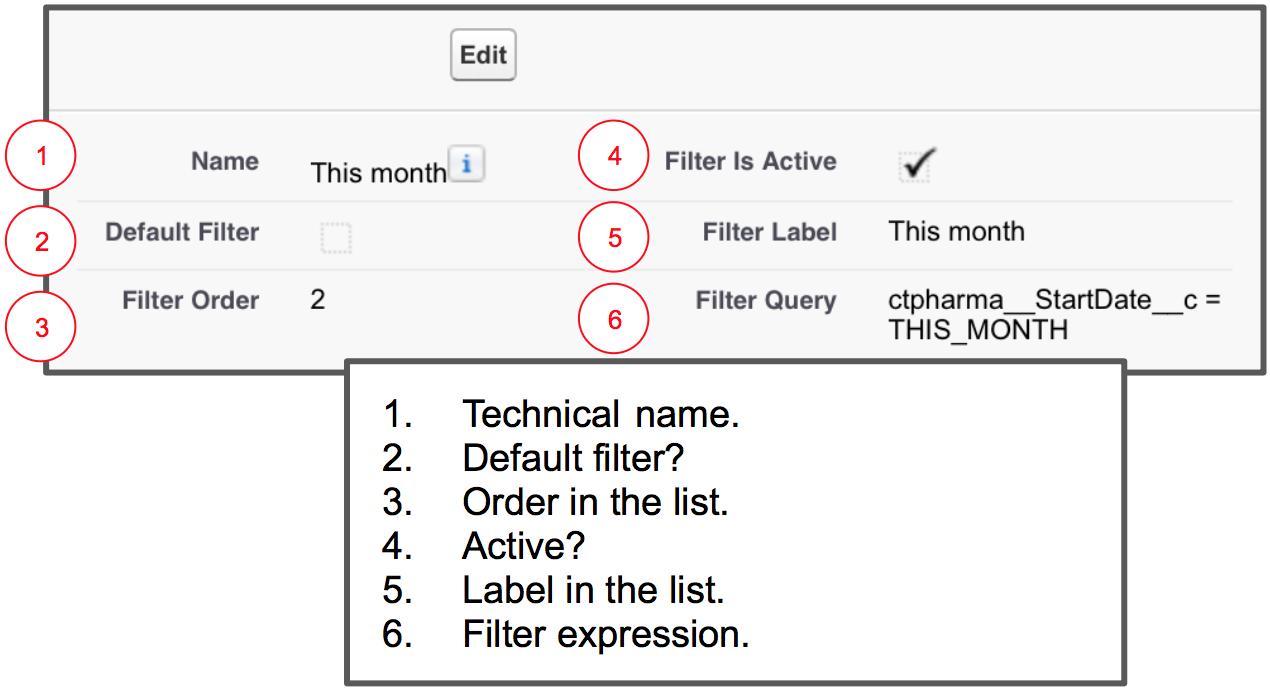 Edit
1 Name This month i 4 Filter Is Active
2 Default Filter 5 Filter Label This month
3 Filter Order 2 6 Filter Query ctpharma__StartDate__c =
THIS_MONTH
1. Technical name.
2. Default filter?
3. Order in the list.
4. Active?
5. Label in the list.
6. Filter expression.